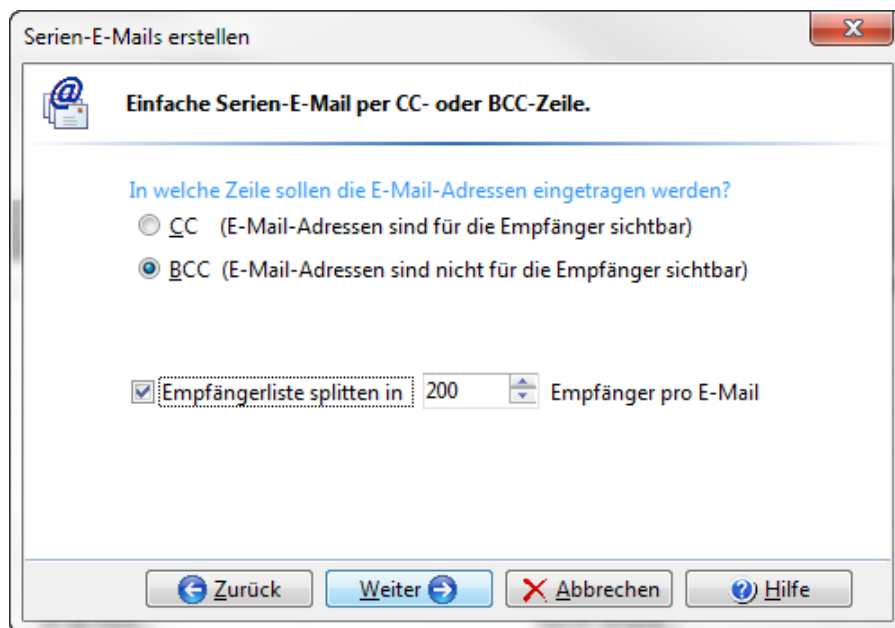 Serien-E-Mails erstellen
Einfache Serien-E-Mail per CC- oder BCC-Zeile.
In welche Zeile sollen die E-Mail-Adressen eingetragen werden?
CC (E-Mail-Adressen sind für die Empfänger sichtbar)
BCC (E-Mail-Adressen sind nicht für die Empfänger sichtbar)
Empfängerliste splitten in 200 Empfänger pro E-Mail
Zurück Weiter Abbrechen Hilfe